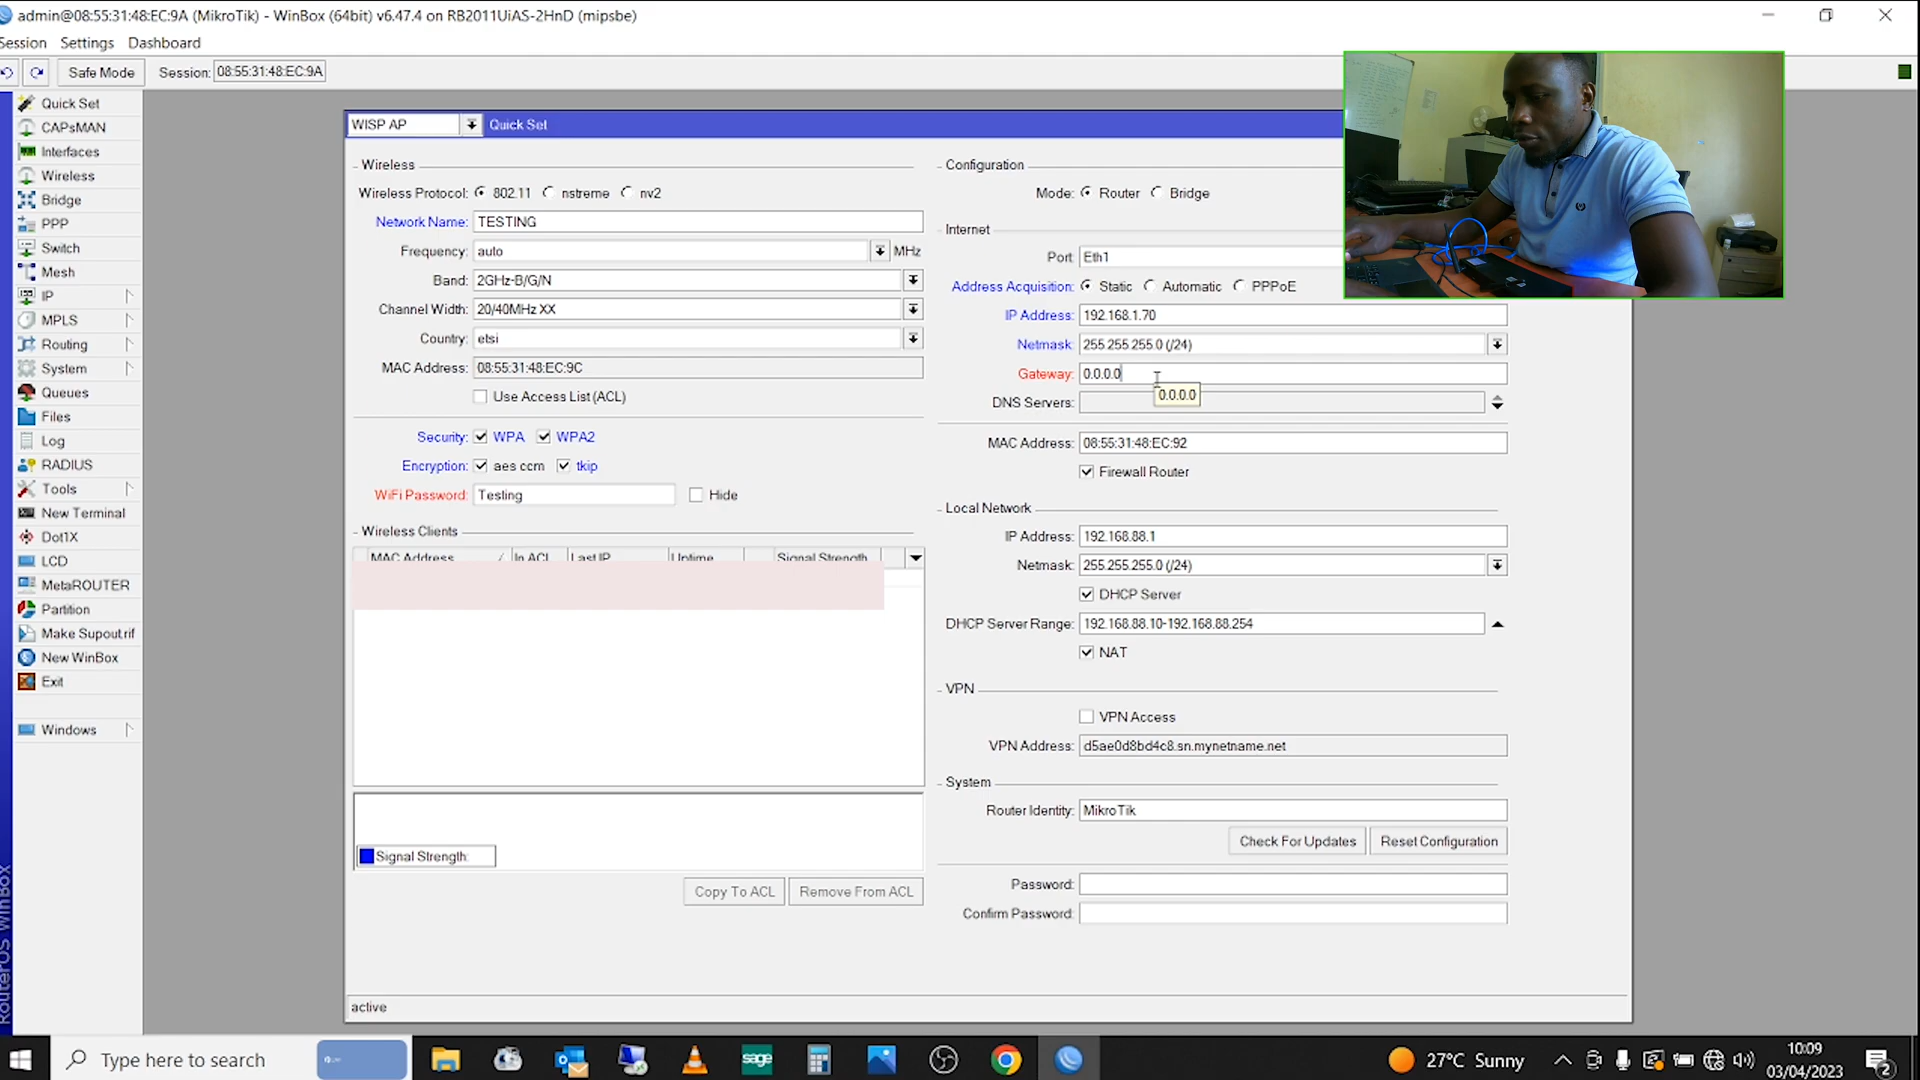 admin@08:55:31:48:EC:9A (MikroTik) - WinBox (64bit) v6.47.4 on RB2011UiAS-2HnD (mipsbe)
Session Settings Dashboard
Safe Mode Session: 08:55:31:48:EC:9A
Quick Set
CAPsMAN
Interfaces
Wireless
Bridge
PPP
Switch
Mesh
IP
MPLS
Routing
System
Queues
Files
Log
RADIUS
Tools
New Terminal
Dot1X
LCD
MetaROUTER
Partition
Make Supout.rif
New WinBox
Exit
Windows
RouterOS WinBox
WISP AP Quick Set
Wireless
Wireless Protocol: 802.11 nstreme nv2
Network Name: TESTING
Frequency: auto MHz
Band: 2GHz-B/G/N
Channel Width: 20/40MHz XX
Country: etsi
MAC Address: 08:55:31:48:EC:9C
Use Access List (ACL)
Security: WPA WPA2
Encryption: aes ccm tkip
WiFi Password: Testing Hide
Wireless Clients
MAC Address In ACL Last IP Uptime Signal Strength
Signal Strength:
Copy To ACL Remove From ACL
Configuration
Mode: Router Bridge
Internet
Port: Eth1
Address Acquisition: Static Automatic PPPoE
IP Address: 192.168.1.70
Netmask: 255.255.255.0 (/24)
Gateway: 0.0.0.0
0.0.0.0
DNS Servers:
MAC Address: 08:55:31:48:EC:92
Firewall Router
Local Network
IP Address: 192.168.88.1
Netmask: 255.255.255.0 (/24)
DHCP Server
DHCP Server Range: 192.168.88.10-192.168.88.254
NAT
VPN
VPN Access
VPN Address: d5ae0d8bd4c8.sn.mynetname.net
System
Router Identity: MikroTik
Check For Updates Reset Configuration
Password:
Confirm Password:
active
Type here to search
sage
27°C Sunny
10:09
03/04/2023
2